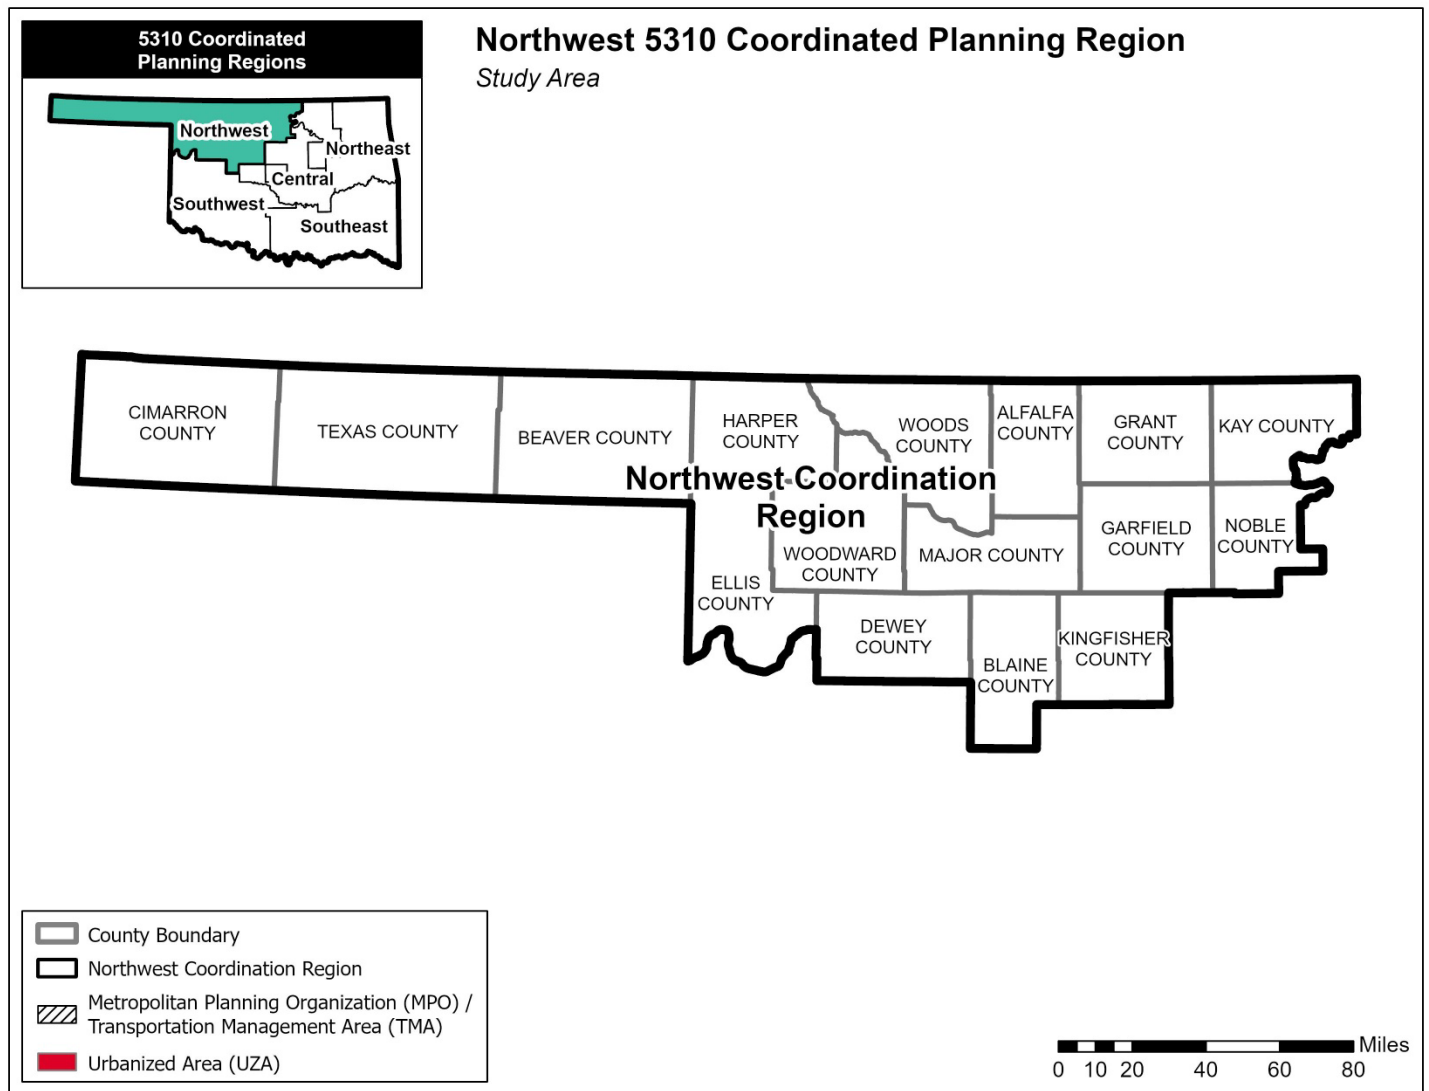 5310 Coordinated
Planning Regions
Northwest
Northeast
Central
Southwest
Southeast
Northwest 5310 Coordinated Planning Region
Study Area
CIMARRON
COUNTY
TEXAS COUNTY
BEAVER COUNTY
HARPER
COUNTY
WOODS
COUNTY
ALFALFA
COUNTY
GRANT
COUNTY
KAY COUNTY
Northwest Coordination
Region
WOODWARD
COUNTY
MAJOR COUNTY
GARFIELD
COUNTY
NOBLE
COUNTY
ELLIS
COUNTY
DEWEY
COUNTY
BLAINE
COUNTY
KINGFISHER
COUNTY
County Boundary
Northwest Coordination Region
Metropolitan Planning Organization (MPO) /
Transportation Management Area (TMA)
Urbanized Area (UZA)
Miles
0 10 20 40 60 80